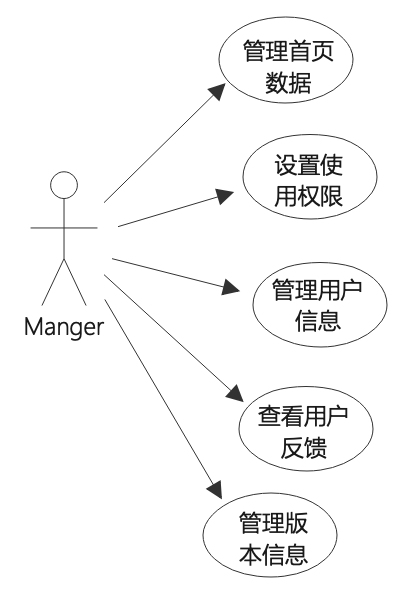 管理首页
数据
设置使
用权限
管理用户
信息
Manger
查看用户
反馈
管理版
本信息